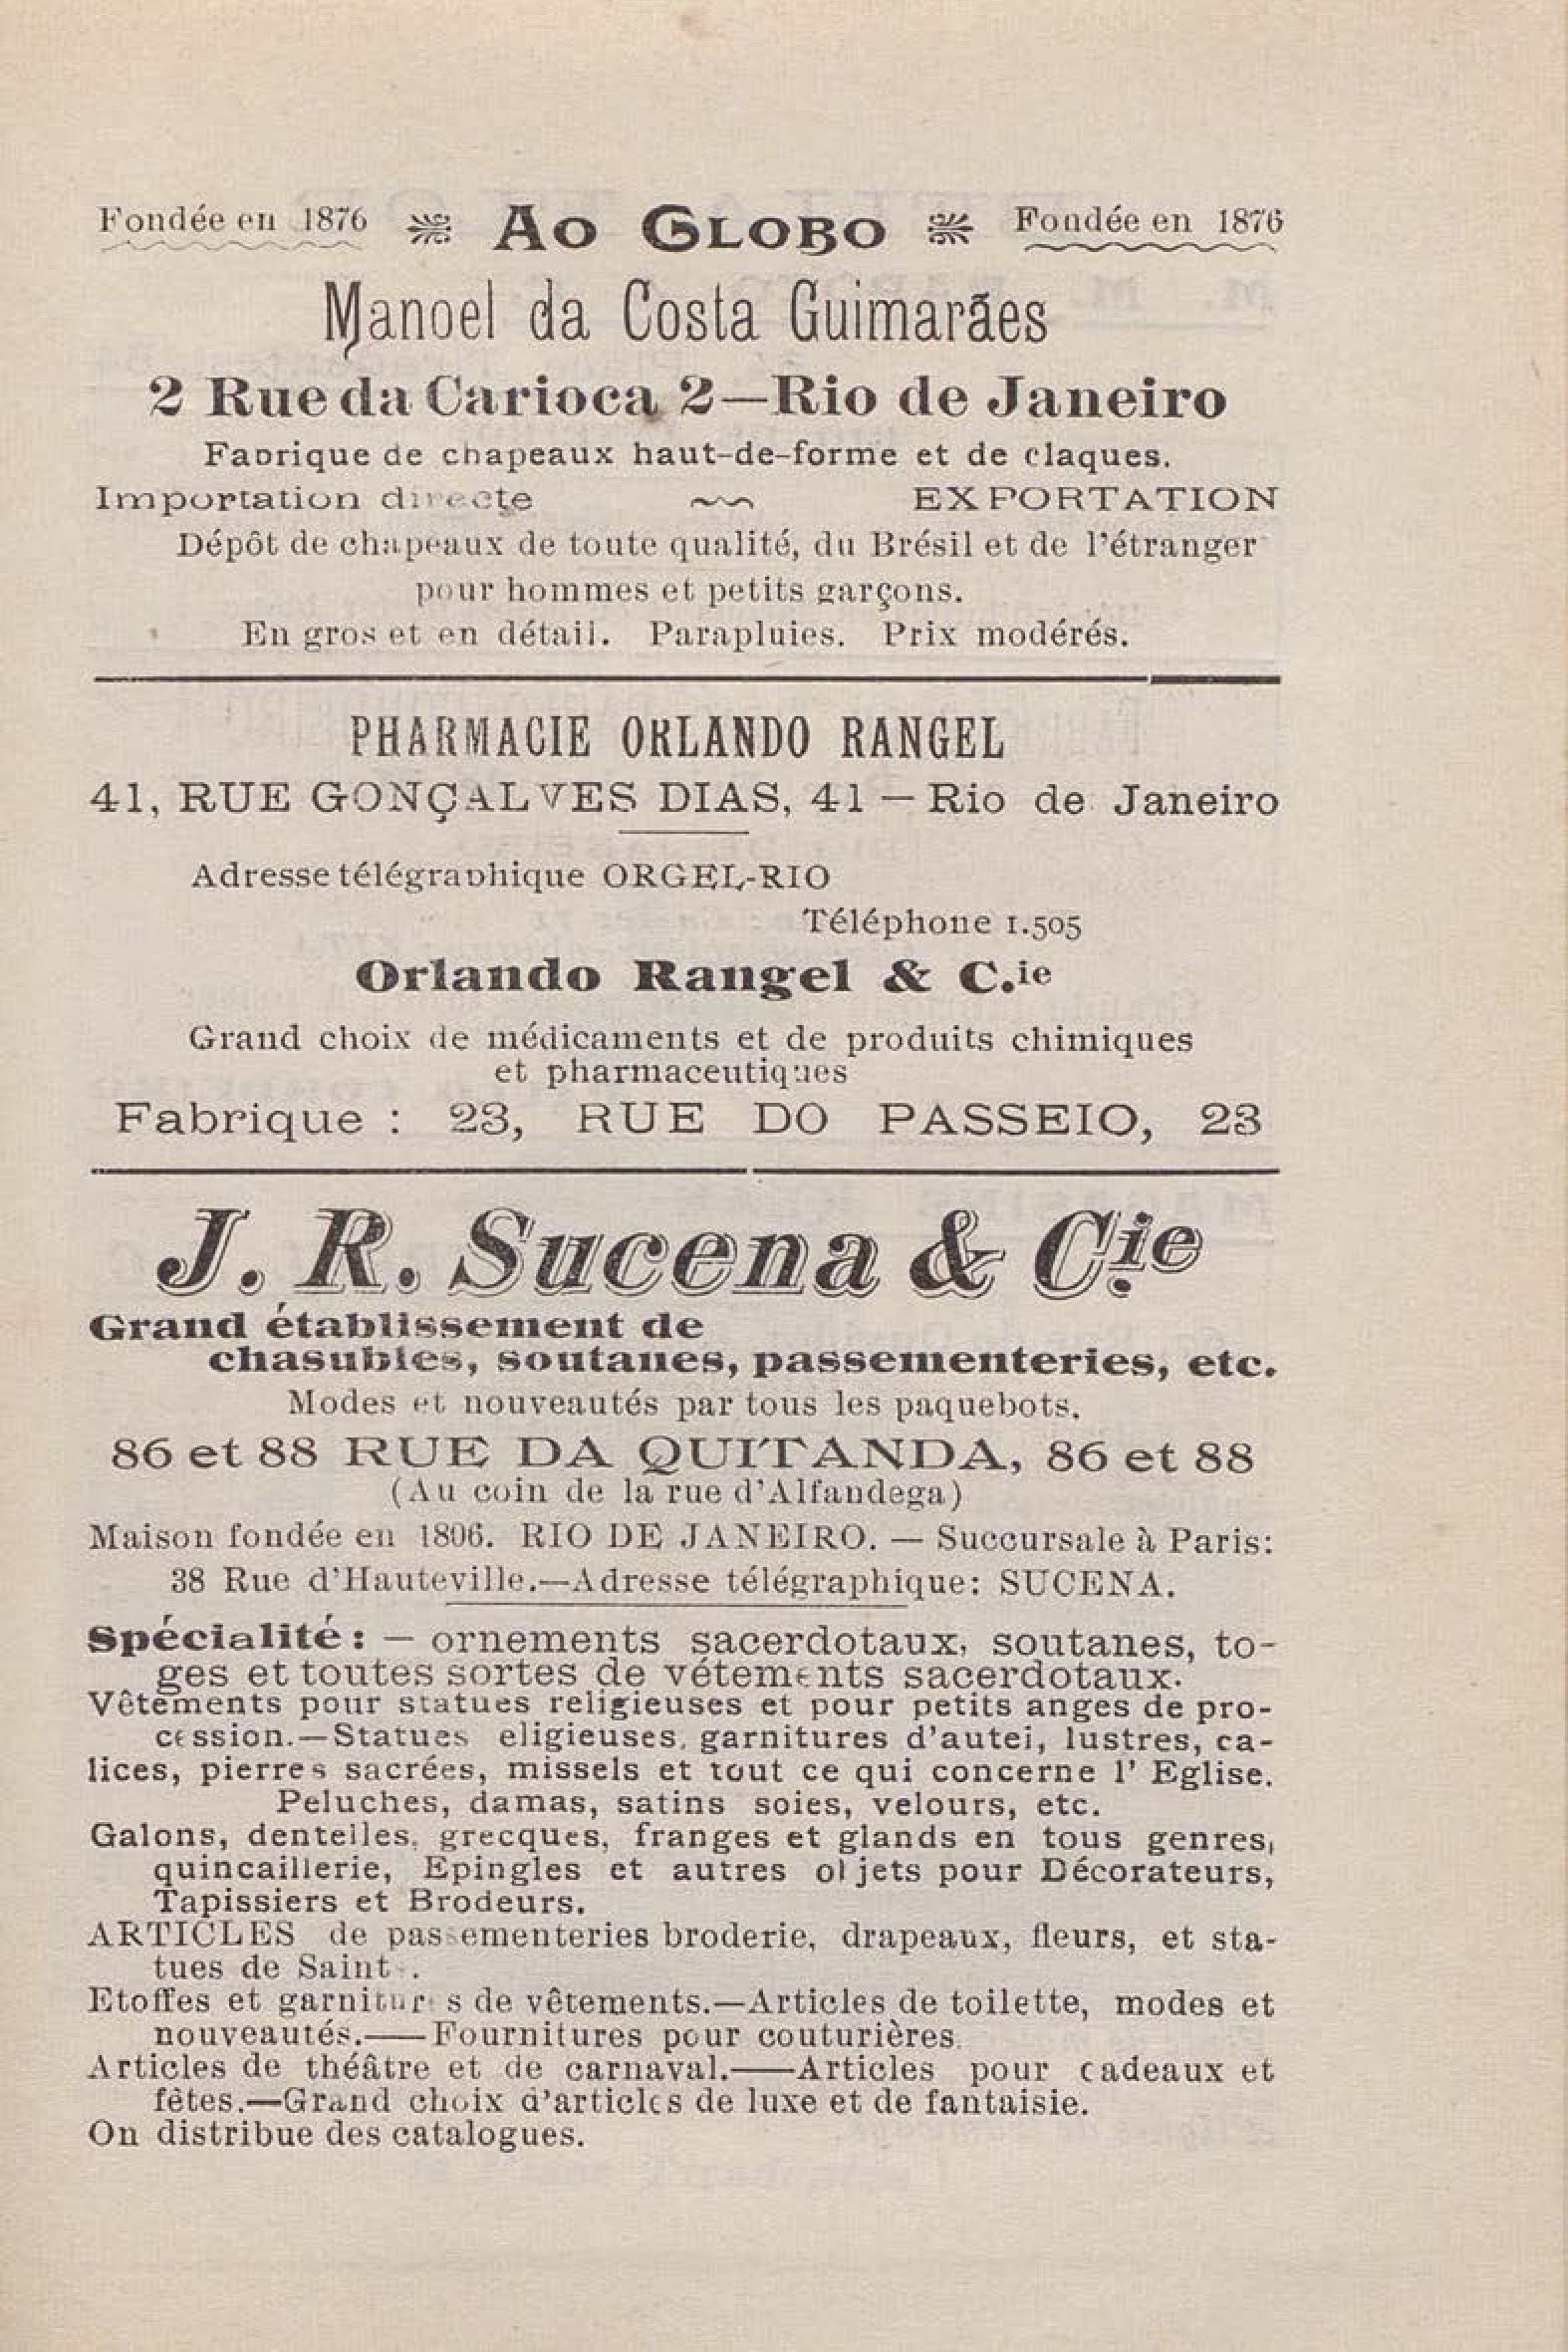 Fondée en 1876 Ao Globo Fondée en 1876
Manoel da Costa Guimarães
2 Rue da Carioca 2—Rio de Janeiro
Fabrique de chapeaux haut-de-forme et de claques.
Importation directe EXPORTATION
Dépôt de chapeaux de toute qualité, du Brésil et de l'étranger
pour hommes et petits garçons.
En gros et en détail. Parapluies. Prix modérés.
PHARMACIE ORLANDO RANGEL
41, RUE GONÇALVES DIAS, 41 — Rio de Janeiro
Adresse télégraphique ORGEL-RIO
Téléphone 1.505
Orlando Rangel & C.ie
Grand choix de médicaments et de produits chimiques
et pharmaceutiques
Fabrique : 23, RUE DO PASSEIO, 23
J. R. Sucena & C.ie
Grand établissement de
chasubles, soutanes, passementeries, etc.
Modes et nouveautés par tous les paquebots.
86 et 88 RUE DA QUITANDA, 86 et 88
(Au coin de la rue d'Alfandega)
Maison fondée en 1806. RIO DE JANEIRO. — Succursale à Paris:
38 Rue d'Hauteville.—Adresse télégraphique: SUCENA.
Spécialité: — ornements sacerdotaux, soutanes, to-
ges et toutes sortes de vétements sacerdotaux.
Vêtements pour statues religieuses et pour petits anges de pro-
cession.—Statues eligieuses, garnitures d'autel, lustres, ca-
lices, pierres sacrées, missels et tout ce qui concerne l' Eglise.
Peluches, damas, satins soies, velours, etc.
Galons, dentelles, grecques, franges et glands en tous genres,
quincaillerie, Epingles et autres objets pour Décorateurs,
Tapissiers et Brodeurs.
ARTICLES de passementeries broderie, drapeaux, fleurs, et sta-
tues de Saints.
Etoffes et garnitures de vêtements.—Articles de toilette, modes et
nouveautés.—Fournitures pour couturières.
Articles de théâtre et de carnaval.—Articles pour cadeaux et
fêtes.—Grand choix d'articles de luxe et de fantaisie.
On distribue des catalogues.